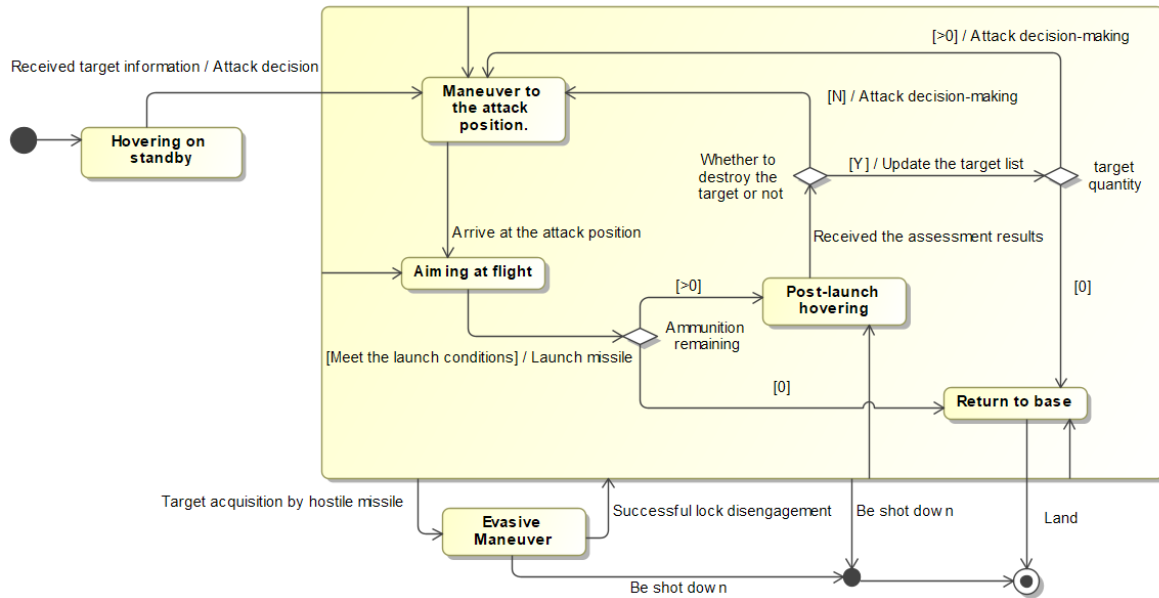 [>0] / Attack decision-making
Received target information / Attack decision
Maneuver to
the attack
position.
[N] / Attack decision-making
Hovering on
standby
Whether to
destroy the
target or not
[Y] / Update the target list
target
quantity
Arrive at the attack position
Received the assessment results
Aiming at flight
[>0]
Post-launch
hovering
[0]
Ammunition
remaining
[Meet the launch conditions] / Launch missile
[0]
Return to base
Target acquisition by hostile missile
Evasive
Maneuver
Successful lock disengagement
Be shot down
Land
Be shot down